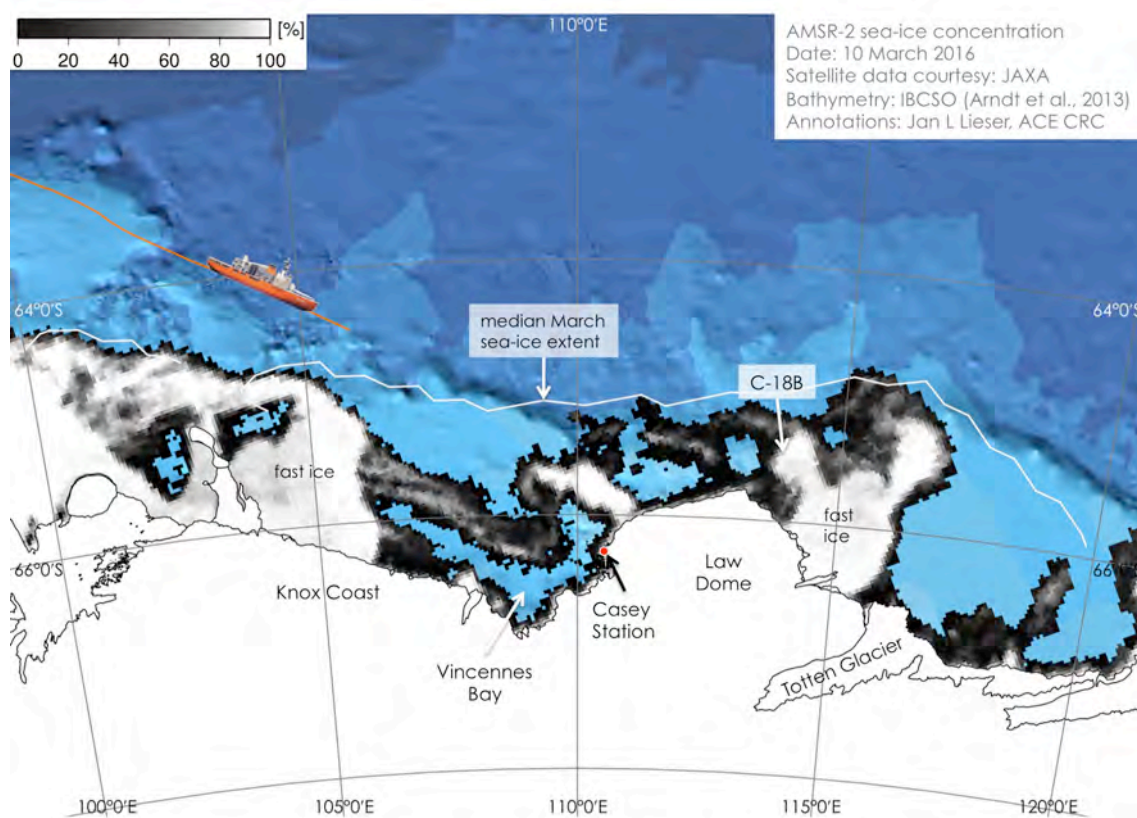 [%]
0 20 40 60 80 100
110°0'E
AMSR-2 sea-ice concentration
Date: 10 March 2016
Satellite data courtesy: JAXA
Bathymetry: IBCSO (Arndt et al., 2013)
Annotations: Jan L Lieser, ACE CRC
64°0'S
64°0'S
median March
sea-ice extent
C-18B
fast ice
fast
ice
66°0'S
66°0'S
Knox Coast
Law
Dome
Casey
Station
Vincennes
Bay
Totten Glacier
100°0'E
105°0'E
110°0'E
115°0'E
120°0'E